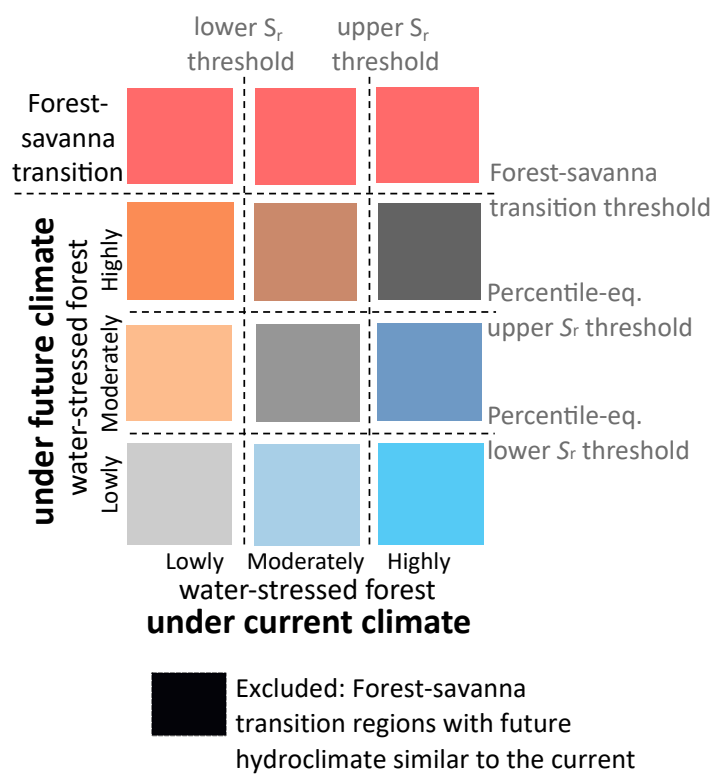 lower Sr
threshold
upper Sr
threshold
Forest-
savanna
transition
Forest-savanna
transition threshold
under future climate
water-stressed forest
Highly
Moderately
Lowly
Percentile-eq.
upper Sr threshold
Percentile-eq.
lower Sr threshold
Lowly Moderately Highly
water-stressed forest
under current climate
Excluded: Forest-savanna
transition regions with future
hydroclimate similar to the current